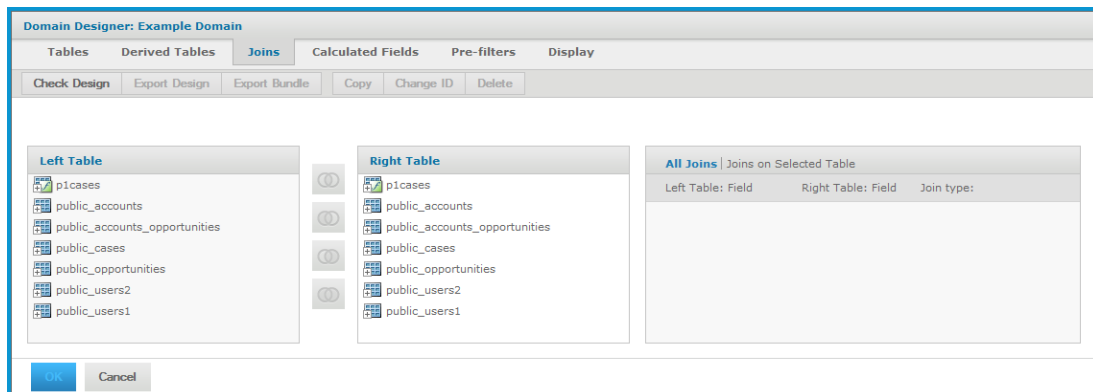 Domain Designer: Example Domain
Tables Derived Tables Joins Calculated Fields Pre-filters Display
Check Design Export Design Export Bundle Copy Change ID Delete
Left Table
p1cases
public_accounts
public_accounts_opportunities
public_cases
public_opportunities
public_users2
public_users1
Right Table
p1cases
public_accounts
public_accounts_opportunities
public_cases
public_opportunities
public_users2
public_users1
All Joins | Joins on Selected Table
Left Table: Field Right Table: Field Join type:
OK Cancel